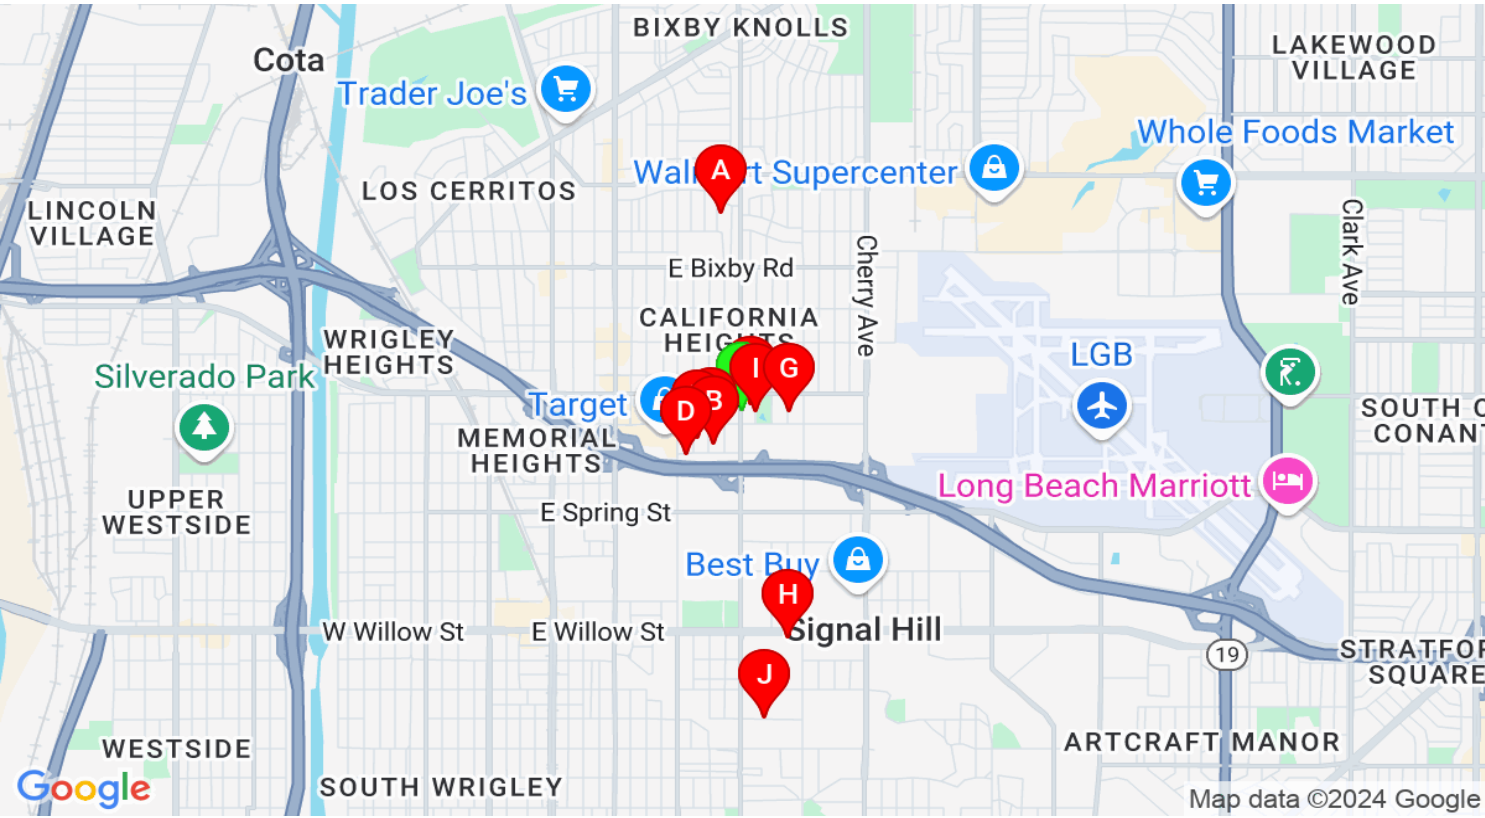 BIXBY KNOLLS
Cota
LAKEWOOD
VILLAGE
Trader Joe's
Whole Foods Market
A
Walmart Supercenter
LOS CERRITOS
LINCOLN
VILLAGE
Clark Ave
E Bixby Rd
Cherry Ave
CALIFORNIA
HEIGHTS
WRIGLEY
HEIGHTS
LGB
I
G
Silverado Park
Target
B
D
SOUTH C
CONANT
MEMORIAL
HEIGHTS
Long Beach Marriott
UPPER
WESTSIDE
E Spring St
Best Buy
H
W Willow St
E Willow St
Signal Hill
19
STRATFOR
SQUARE
J
WESTSIDE
ARTCRAFT MANOR
SOUTH WRIGLEY
Google
Map data ©2024 Google